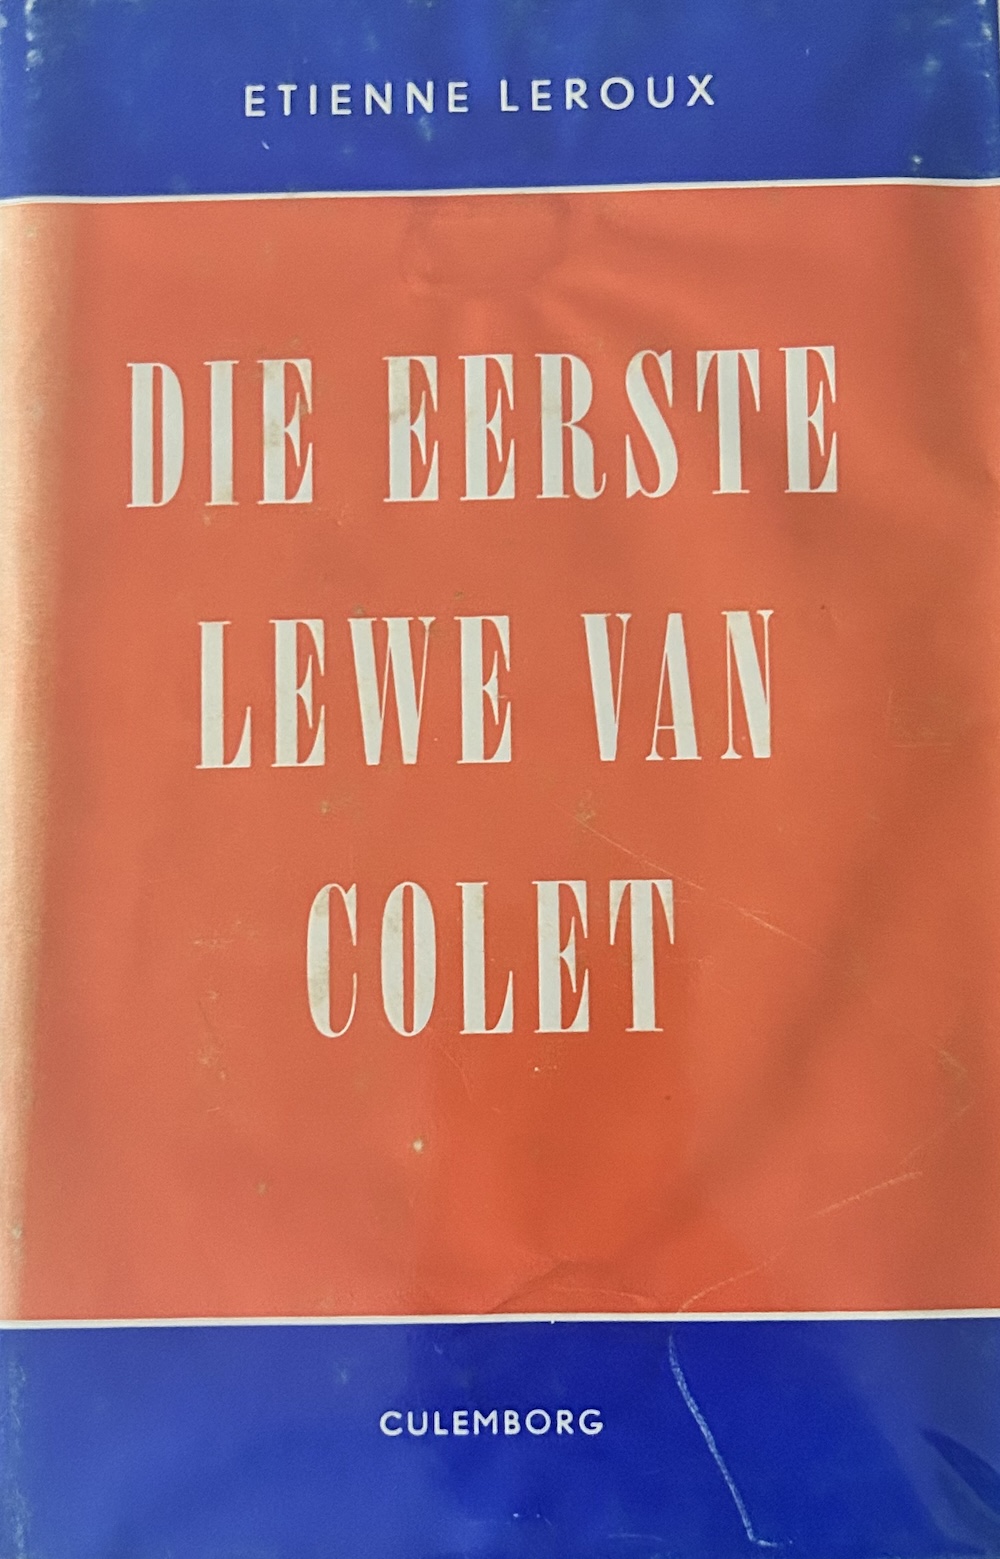 ETIENNE LEROUX
DIE EERSTE
LEWE VAN
COLET
CULEMBORG